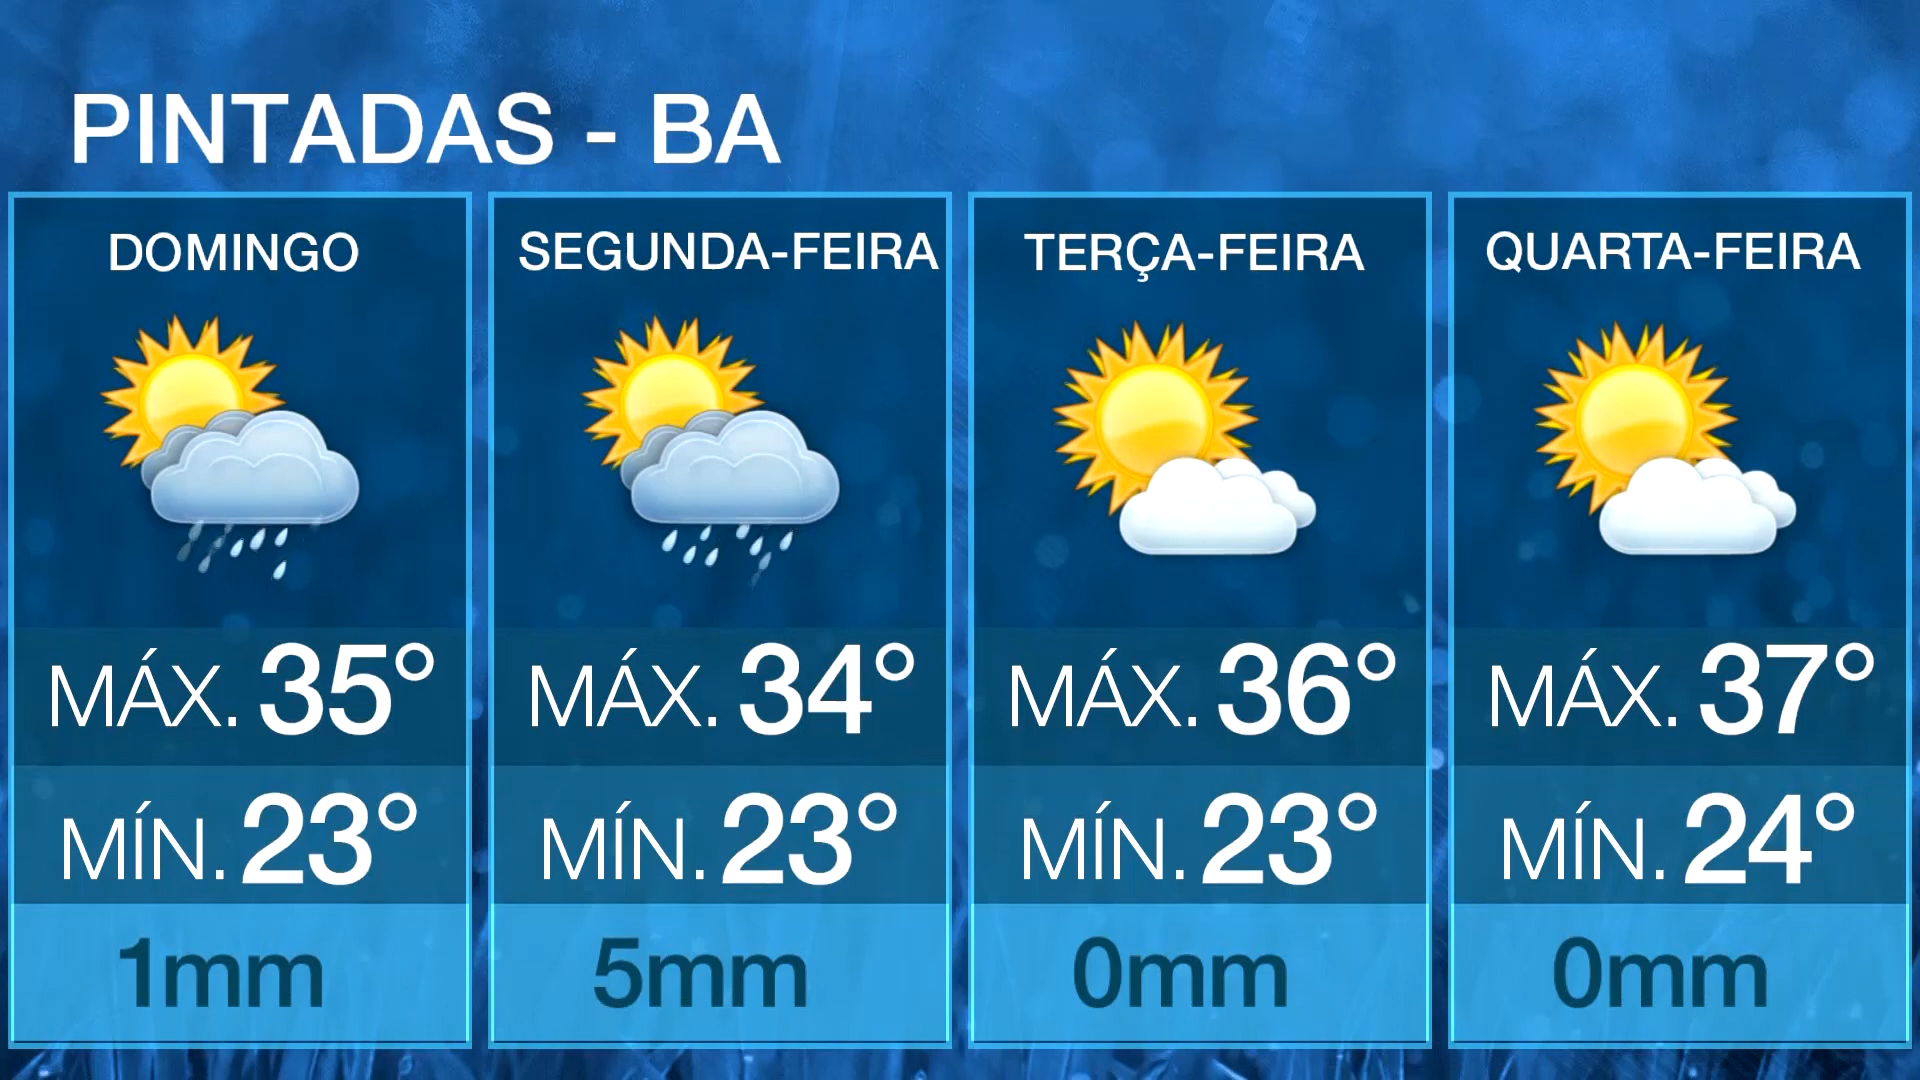 PINTADAS - BA
DOMINGO
MÁX. 35°
MÍN. 23°
1mm
SEGUNDA-FEIRA
MÁX. 34°
MÍN. 23°
5mm
TERÇA-FEIRA
MÁX. 36°
MÍN. 23°
0mm
QUARTA-FEIRA
MÁX. 37°
MÍN. 24°
0mm